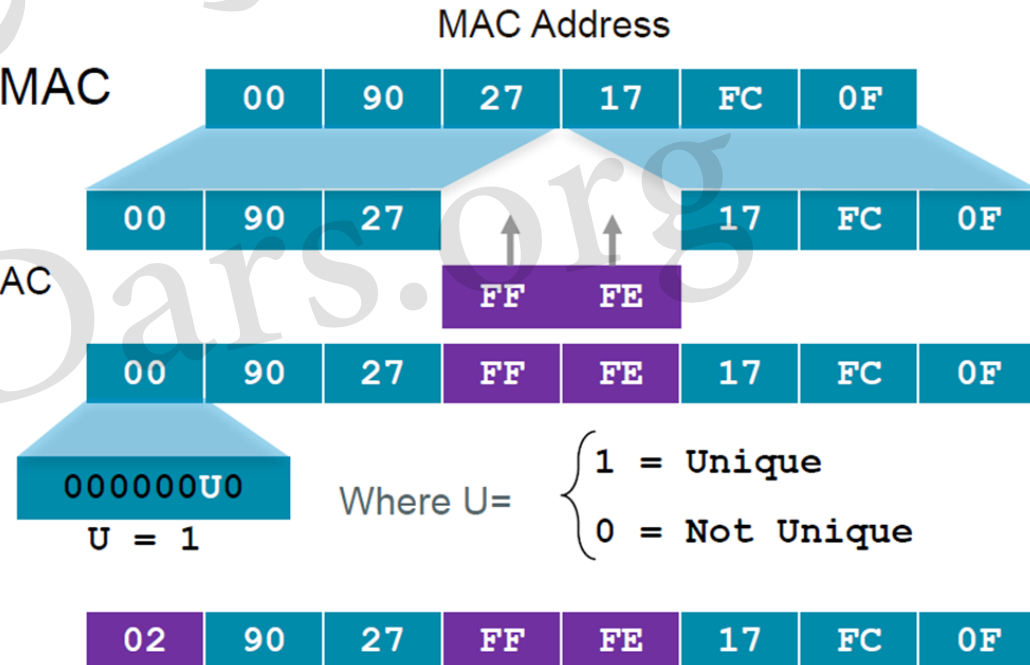 MAC Address
MAC
00 90 27 17 FC 0F
00 90 27 17 FC 0F
AC
FF FE
00 90 27 FF FE 17 FC 0F
000000U0
U = 1
Where U=
1 = Unique
0 = Not Unique
02 90 27 FF FE 17 FC 0F
Dars.org